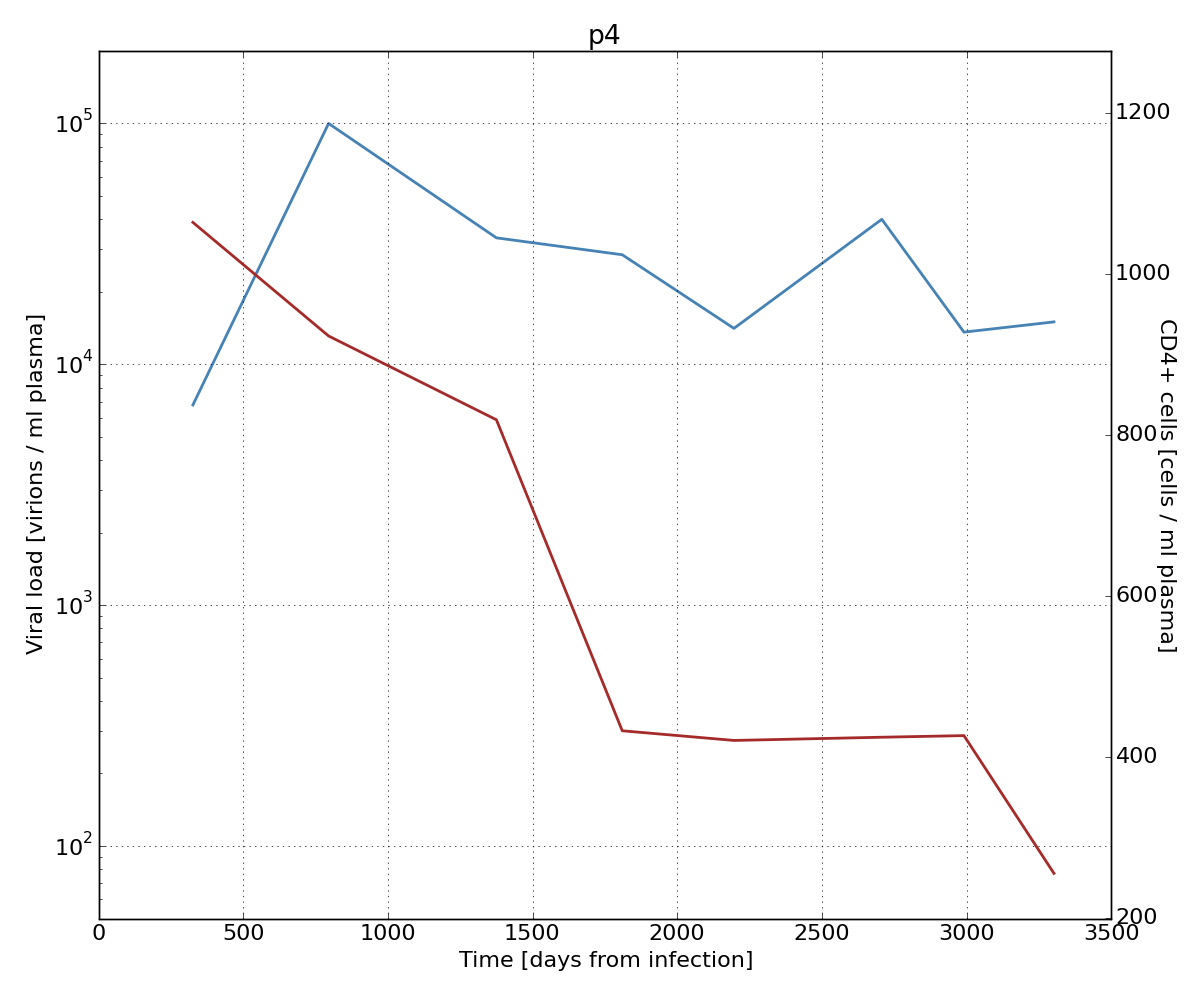 p4
10^5
10^4
10^3
10^2
Viral load [virions / ml plasma]
1200
1000
800
600
400
200
CD4+ cells [cells / ml plasma]
0 500 1000 1500 2000 2500 3000 3500
Time [days from infection]